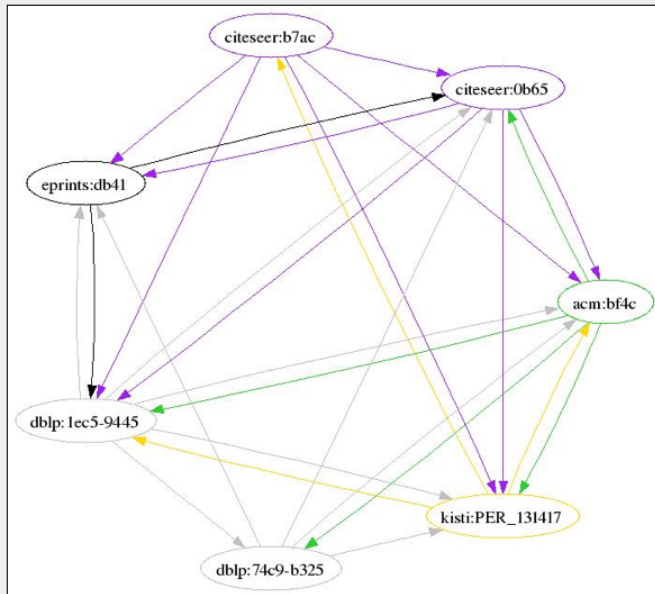 citeseer:b7ac
citeseer:0b65
eprints:db41
acm:bf4c
dblp:1ec5-9445
kisti:PER_131417
dblp:74c9-b325